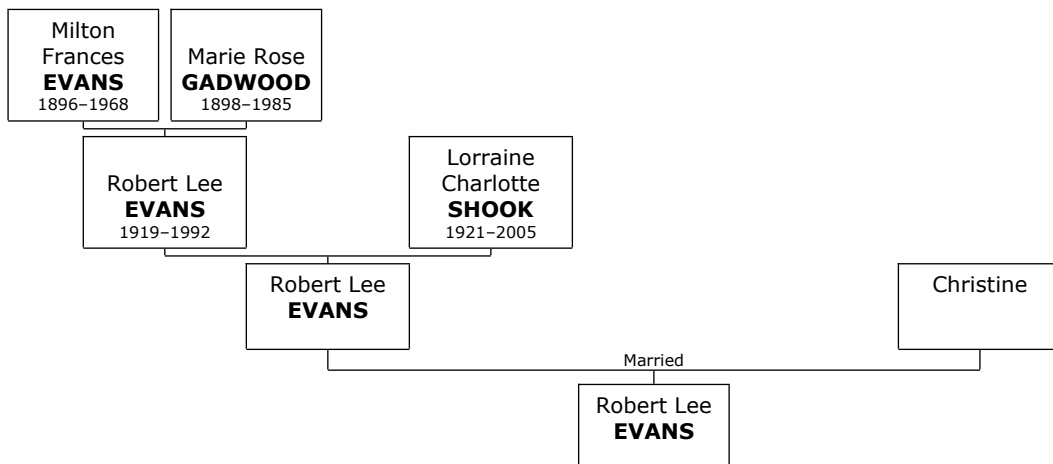 Milton
Frances
EVANS
1896–1968
Marie Rose
GADWOOD
1898–1985
Robert Lee
EVANS
1919–1992
Lorraine
Charlotte
SHOOK
1921–2005
Robert Lee
EVANS
Christine
Married
Robert Lee
EVANS